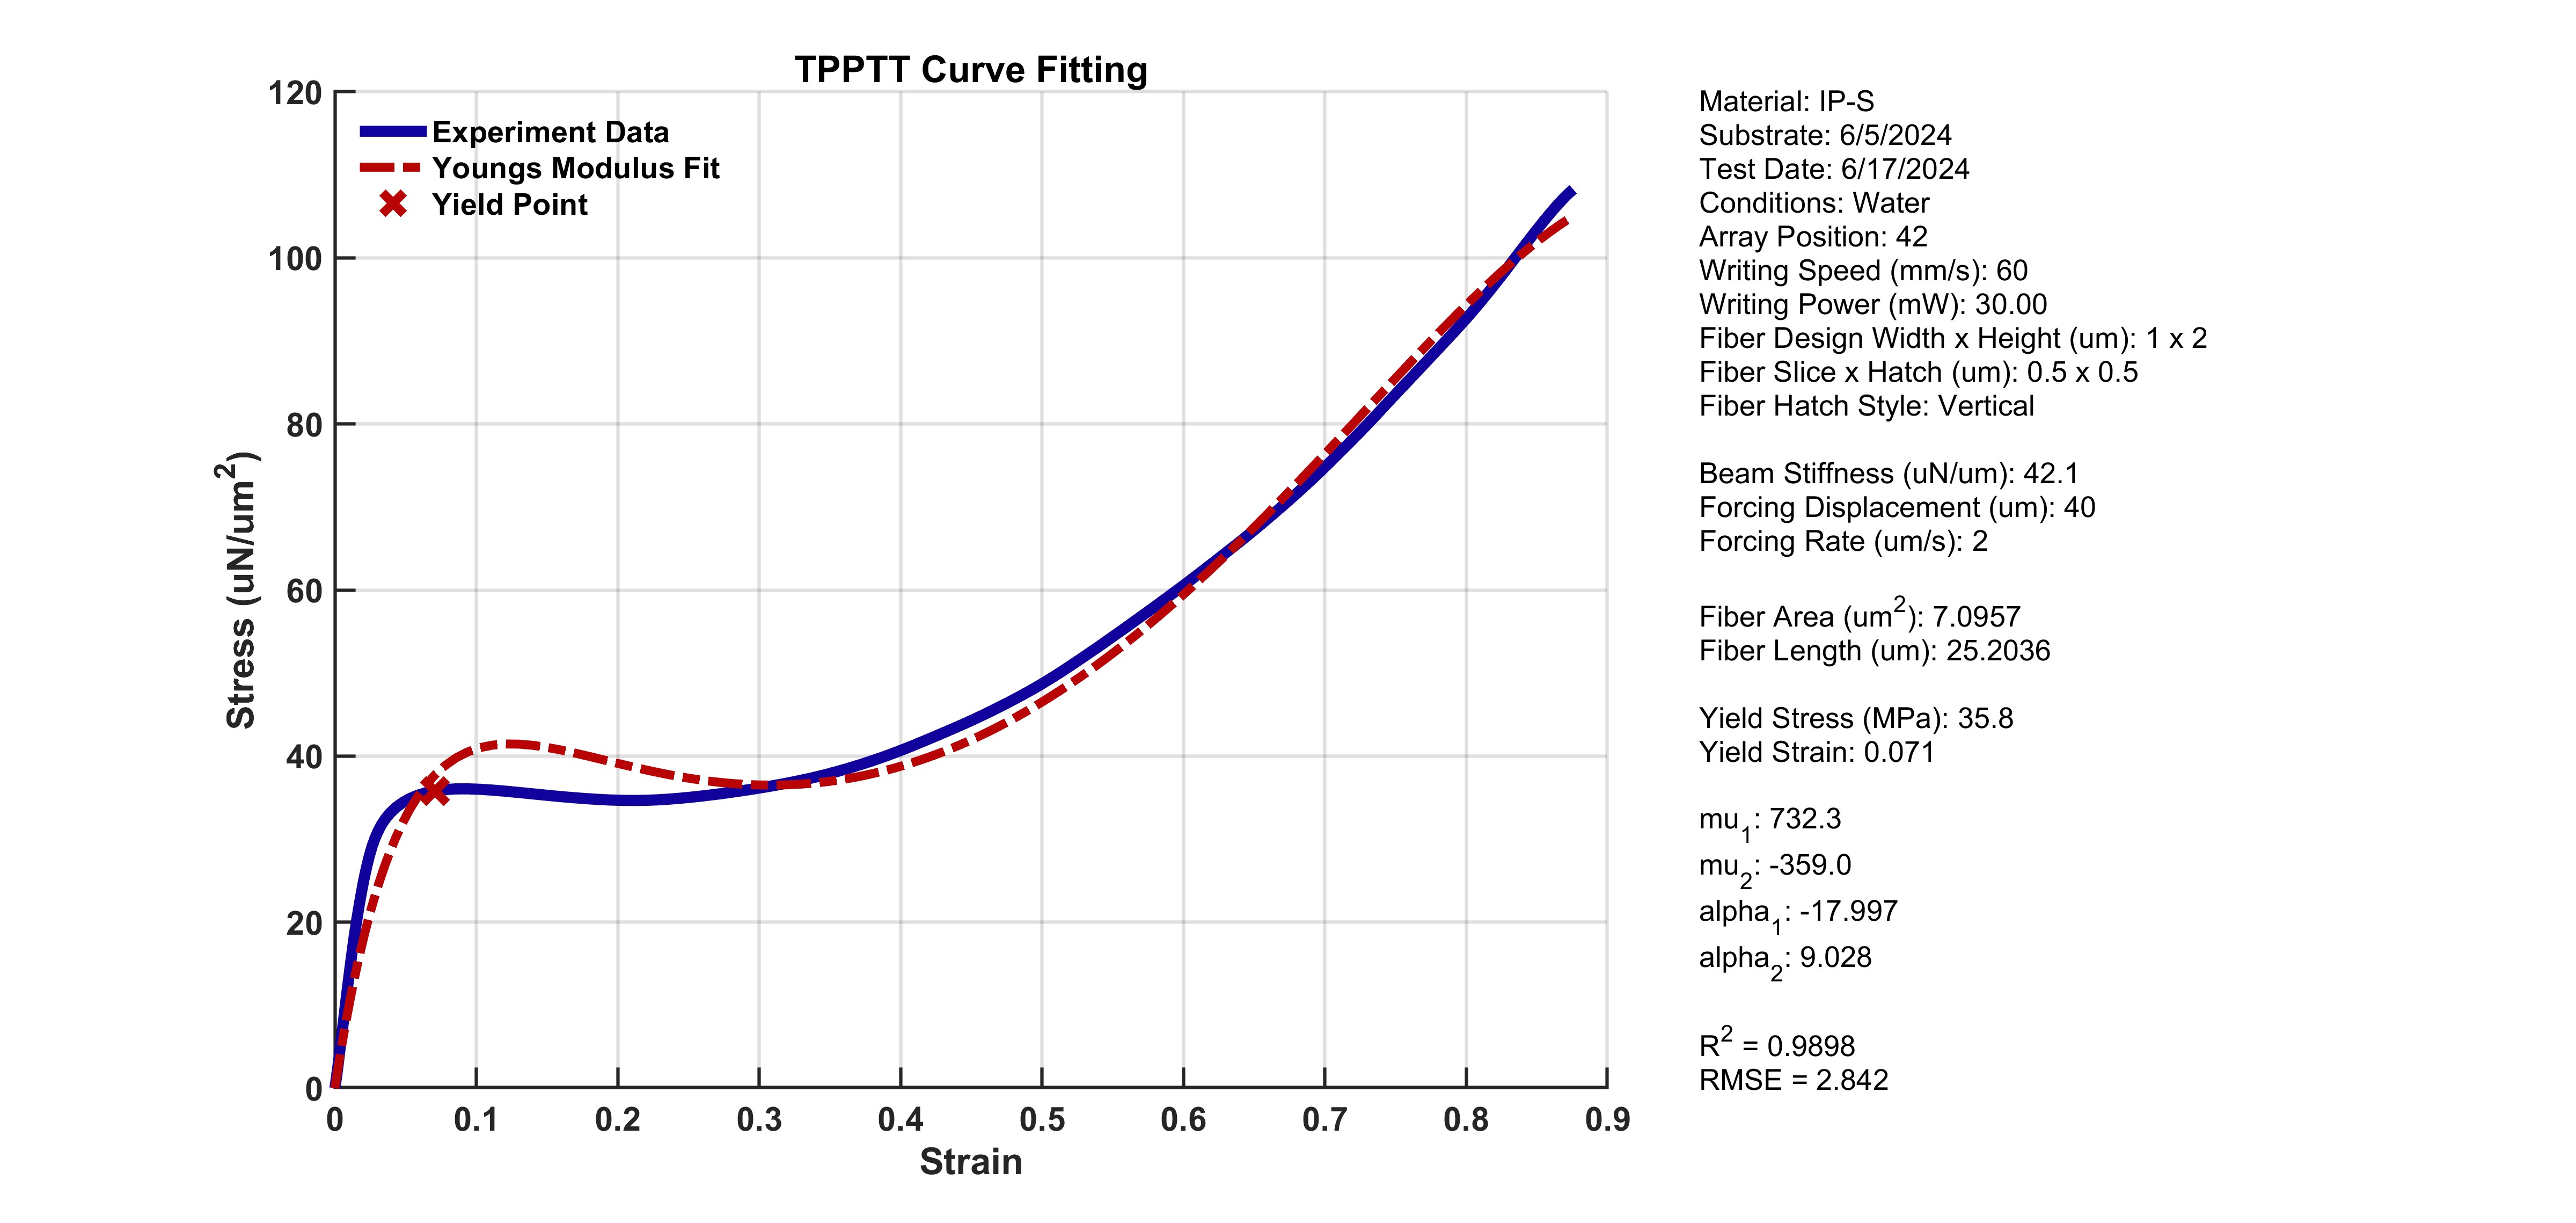 TPPTT Curve Fitting
120
100
80
60
40
20
0
Stress (uN/um2)
Experiment Data
Youngs Modulus Fit
Yield Point
0 0.1 0.2 0.3 0.4 0.5 0.6 0.7 0.8 0.9
Strain
Material: IP-S
Substrate: 6/5/2024
Test Date: 6/17/2024
Conditions: Water
Array Position: 42
Writing Speed (mm/s): 60
Writing Power (mW): 30.00
Fiber Design Width x Height (um): 1 x 2
Fiber Slice x Hatch (um): 0.5 x 0.5
Fiber Hatch Style: Vertical
Beam Stiffness (uN/um): 42.1
Forcing Displacement (um): 40
Forcing Rate (um/s): 2
Fiber Area (um2): 7.0957
Fiber Length (um): 25.2036
Yield Stress (MPa): 35.8
Yield Strain: 0.071
mu1: 732.3
mu2: -359.0
alpha1: -17.997
alpha2: 9.028
R2 = 0.9898
RMSE = 2.842